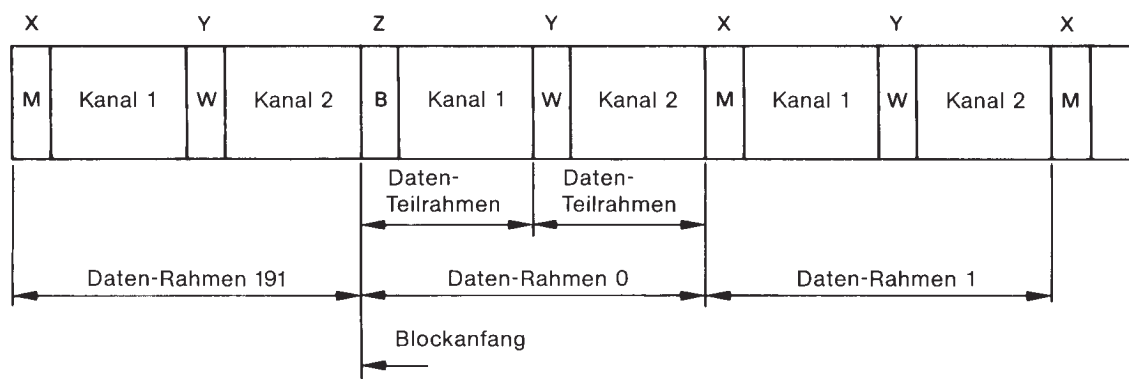 X Y Z Y X Y X
M Kanal 1 W Kanal 2 B Kanal 1 W Kanal 2 M Kanal 1 W Kanal 2 M
Daten- Daten-
Teilrahmen Teilrahmen
Daten-Rahmen 191 Daten-Rahmen 0 Daten-Rahmen 1
Blockanfang